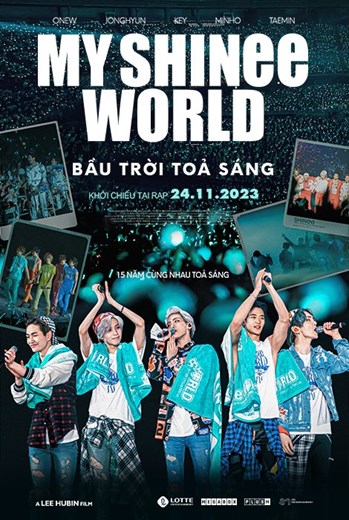 ONEW JONGHYUN KEY MINHO TAEMIN
MY SHINee
WORLD
BẦU TRỜI TOẢ SÁNG
KHỞI CHIẾU TẠI RẠP 24.11.2023
15 NĂM CÙNG NHAU TOẢ SÁNG
A LEE HUBIN FILM
LOTTE
MEGABOX